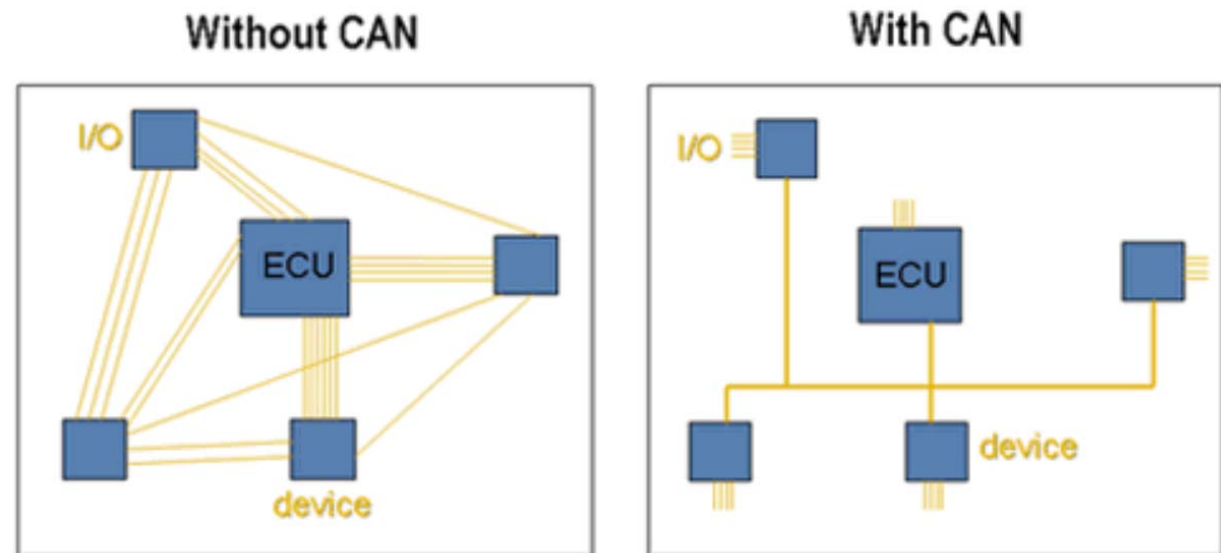 Without CAN
I/O
ECU
device
With CAN
I/O
ECU
device